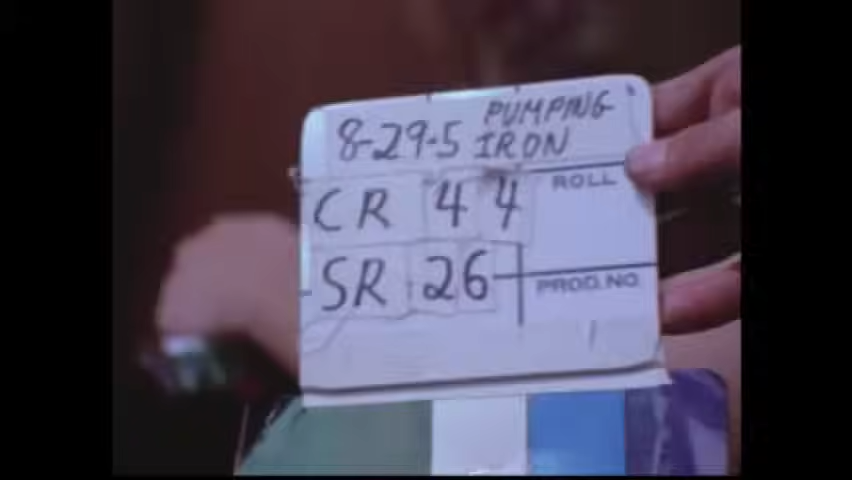 PUMPING
8-29-5 IRON
ROLL
CR 44
SR 26
PROD. NO.